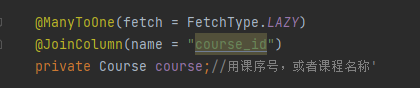 @ManyToOne(fetch = FetchType.LAZY)
@JoinColumn(name = "course_id")
private Course course;//用课序号，或者课程名称'